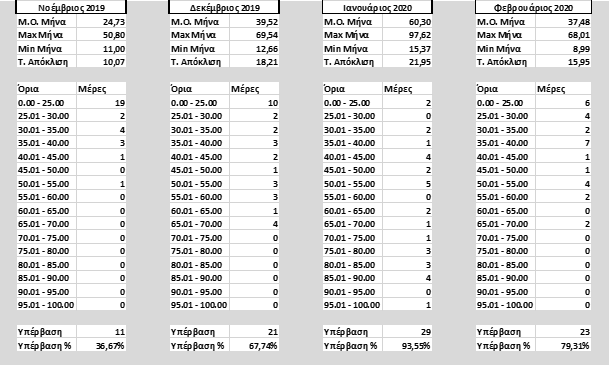 Νοέμβριος 2019 Δεκέμβριος 2019 Ιανουάριος 2020 Φεβρουάριος 2020
Μ.Ο. Μήνα 24,73 Μ.Ο. Μήνα 39,52 Μ.Ο. Μήνα 60,30 Μ.Ο. Μήνα 37,48
Max Μήνα 50,80 Max Μήνα 69,54 Max Μήνα 97,62 Max Μήνα 68,01
Min Μήνα 11,00 Min Μήνα 12,66 Min Μήνα 15,37 Min Μήνα 8,99
Τ. Απόκλιση 10,07 Τ. Απόκλιση 18,21 Τ. Απόκλιση 21,95 Τ. Απόκλιση 15,95
Όρια Μέρες Όρια Μέρες Όρια Μέρες Όρια Μέρες
0.00 - 25.00 19 0.00 - 25.00 10 0.00 - 25.00 2 0.00 - 25.00 6
25.01 - 30.00 2 25.01 - 30.00 2 25.01 - 30.00 0 25.01 - 30.00 4
30.01 - 35.00 4 30.01 - 35.00 2 30.01 - 35.00 2 30.01 - 35.00 2
35.01 - 40.00 3 35.01 - 40.00 3 35.01 - 40.00 1 35.01 - 40.00 7
40.01 - 45.00 1 40.01 - 45.00 2 40.01 - 45.00 4 40.01 - 45.00 1
45.01 - 50.00 0 45.01 - 50.00 1 45.01 - 50.00 2 45.01 - 50.00 1
50.01 - 55.00 1 50.01 - 55.00 3 50.01 - 55.00 5 50.01 - 55.00 4
55.01 - 60.00 0 55.01 - 60.00 3 55.01 - 60.00 0 55.01 - 60.00 2
60.01 - 65.00 0 60.01 - 65.00 1 60.01 - 65.00 2 60.01 - 65.00 0
65.01 - 70.00 0 65.01 - 70.00 4 65.01 - 70.00 1 65.01 - 70.00 2
70.01 - 75.00 0 70.01 - 75.00 0 70.01 - 75.00 1 70.01 - 75.00 0
75.01 - 80.00 0 75.01 - 80.00 0 75.01 - 80.00 3 75.01 - 80.00 0
80.01 - 85.00 0 80.01 - 85.00 0 80.01 - 85.00 3 80.01 - 85.00 0
85.01 - 90.00 0 85.01 - 90.00 0 85.01 - 90.00 4 85.01 - 90.00 0
90.01 - 95.00 0 90.01 - 95.00 0 90.01 - 95.00 0 90.01 - 95.00 0
95.01 - 100.00 0 95.01 - 100.00 0 95.01 - 100.00 1 95.01 - 100.00 0
Υπέρβαση 11 Υπέρβαση 21 Υπέρβαση 29 Υπέρβαση 23
Υπέρβαση % 36,67% Υπέρβαση % 67,74% Υπέρβαση % 93,55% Υπέρβαση % 79,31%